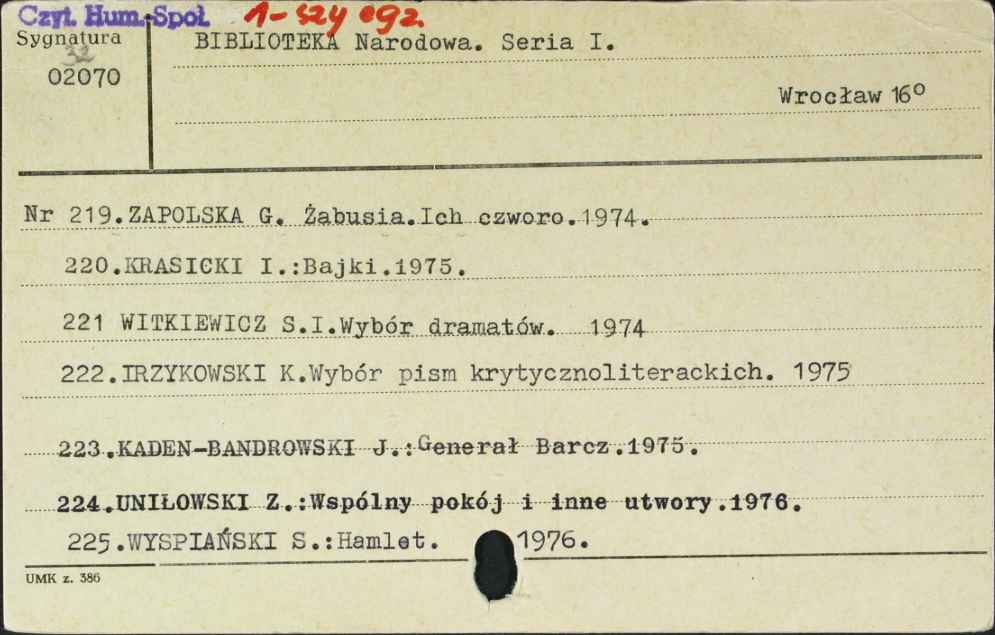 Czyt. Hum.-Społ. 1-szy egz.
Sygnatura
32
02070
BIBLIOTEKA Narodowa. Seria I.
Wrocław 16º
Nr 219.ZAPOLSKA G. Żabusia.Ich czworo.1974.
220.KRASICKI I.:Bajki.1975.
221 WITKIEWICZ S.I.Wybór dramatów. 1974
222.IRZYKOWSKI K.Wybór pism krytycznoliterackich. 1975
223.KADEN-BANDROWSKI J.:Generał Barcz.1975.
224.UNIŁOWSKI Z.:Wspólny pokój i inne utwory.1976.
225.WYSPIAŃSKI S.:Hamlet. 1976.
UMK z. 386